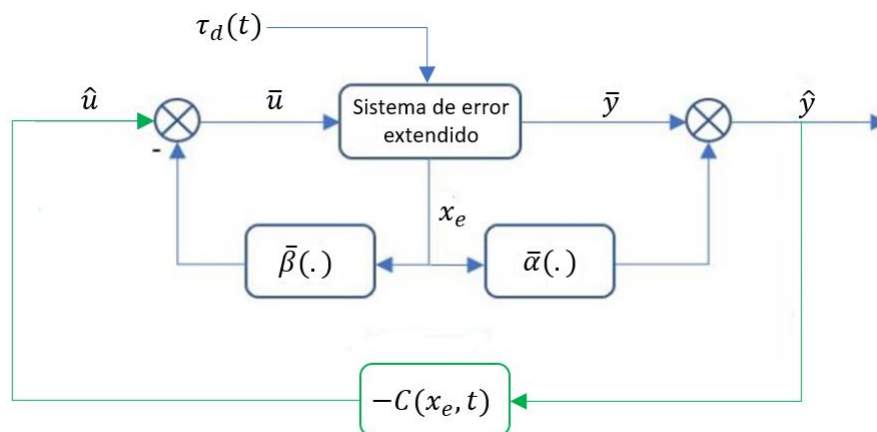 τ_d(t)
û
-
ū
Sistema de error
extendido
ȳ
ŷ
x_e
β̄(.)
ᾱ(.)
−C(x_e, t)